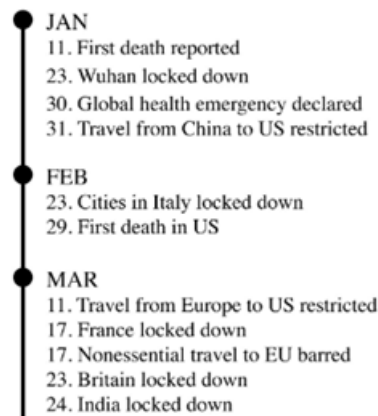 JAN
11. First death reported
23. Wuhan locked down
30. Global health emergency declared
31. Travel from China to US restricted
FEB
23. Cities in Italy locked down
29. First death in US
MAR
11. Travel from Europe to US restricted
17. France locked down
17. Nonessential travel to EU barred
23. Britain locked down
24. India locked down